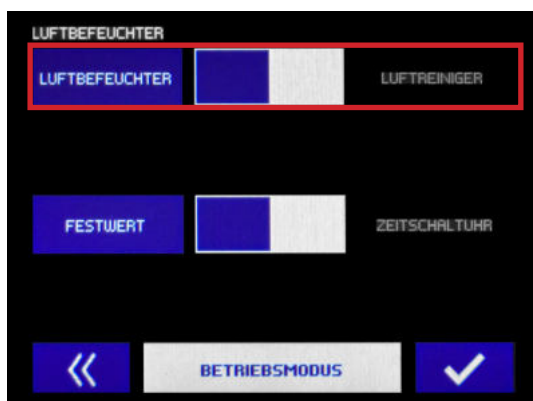 LUFTBEFEUCHTER
LUFTBEFEUCHTER LUFTREINIGER
FESTWERT ZEITSCHALTUHR
BETRIEBSMODUS